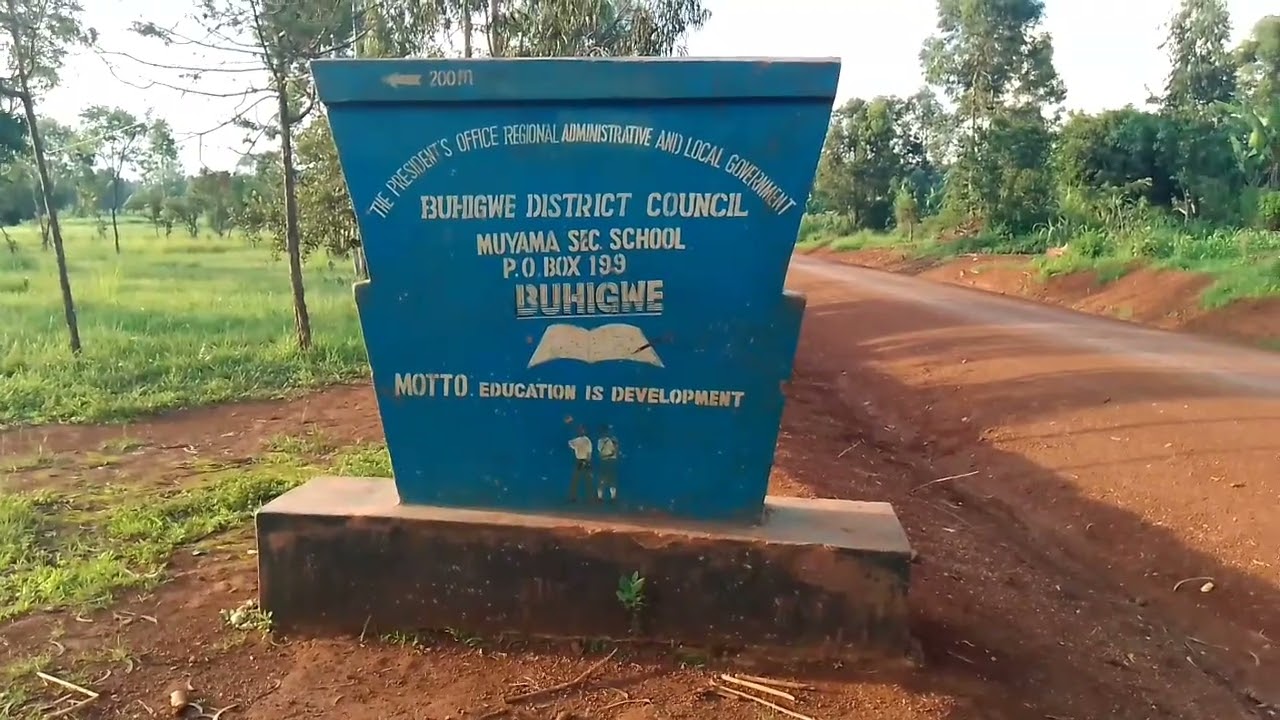 200m
THE PRESIDENT'S OFFICE REGIONAL ADMINISTRATIVE AND LOCAL GOVERNMENT
BUHIGWE DISTRICT COUNCIL
MUYAMA SEC. SCHOOL
P.O.BOX 199
BUHIGWE
MOTTO. EDUCATION IS DEVELOPMENT